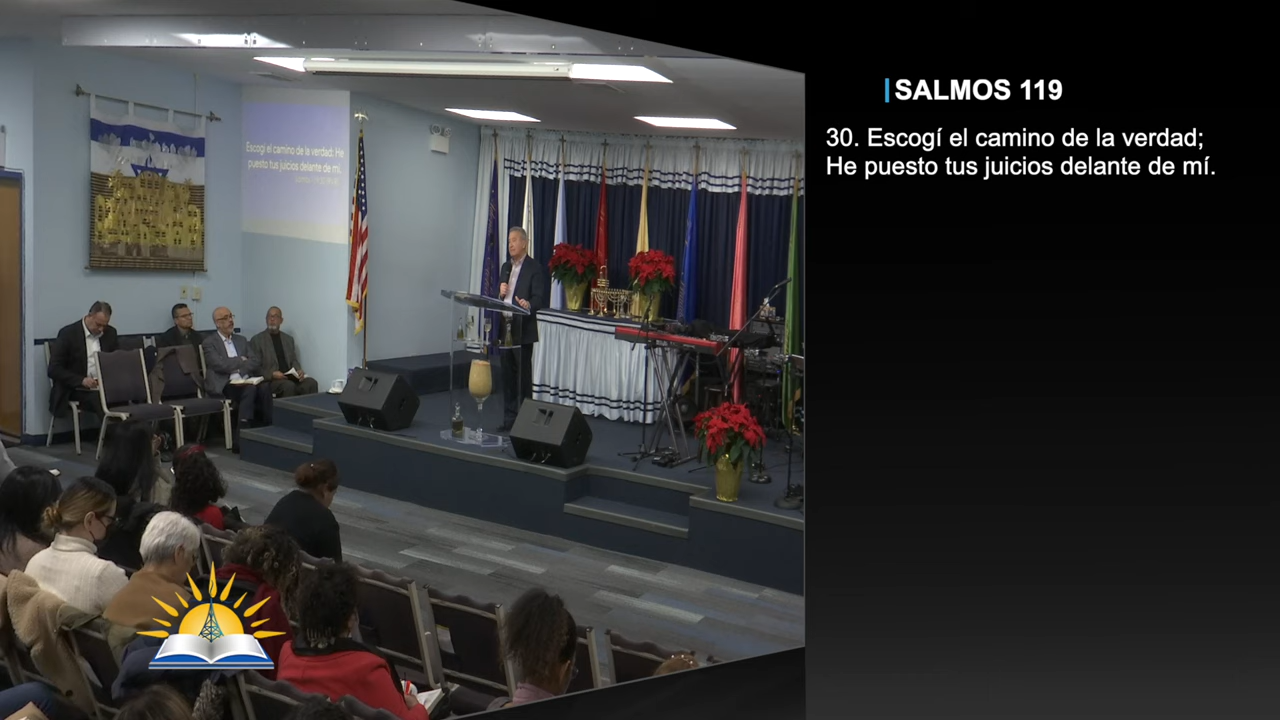 SALMOS 119
30. Escogí el camino de la verdad;
He puesto tus juicios delante de mí.
Escogí el camino de la verdad; He
puesto tus juicios delante de mí.